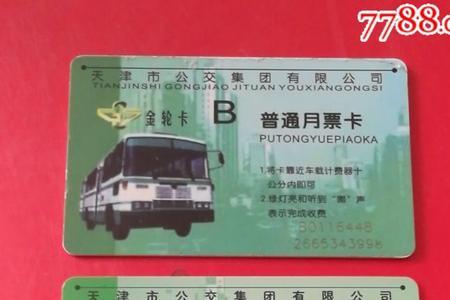 7788.c
天津市公交集团有限公司
TIANJINSHI GONGJIAO JITUAN YOUXIANGONGSI
金轮卡 B 普通月票卡
PUTONGYUEPIAOKA
1.将卡靠近车载计费器十
公分内即可
2.绿灯亮和听到“嘟”声
表示完成收费
B0116448
2665343998
天津市公交集团有限公司